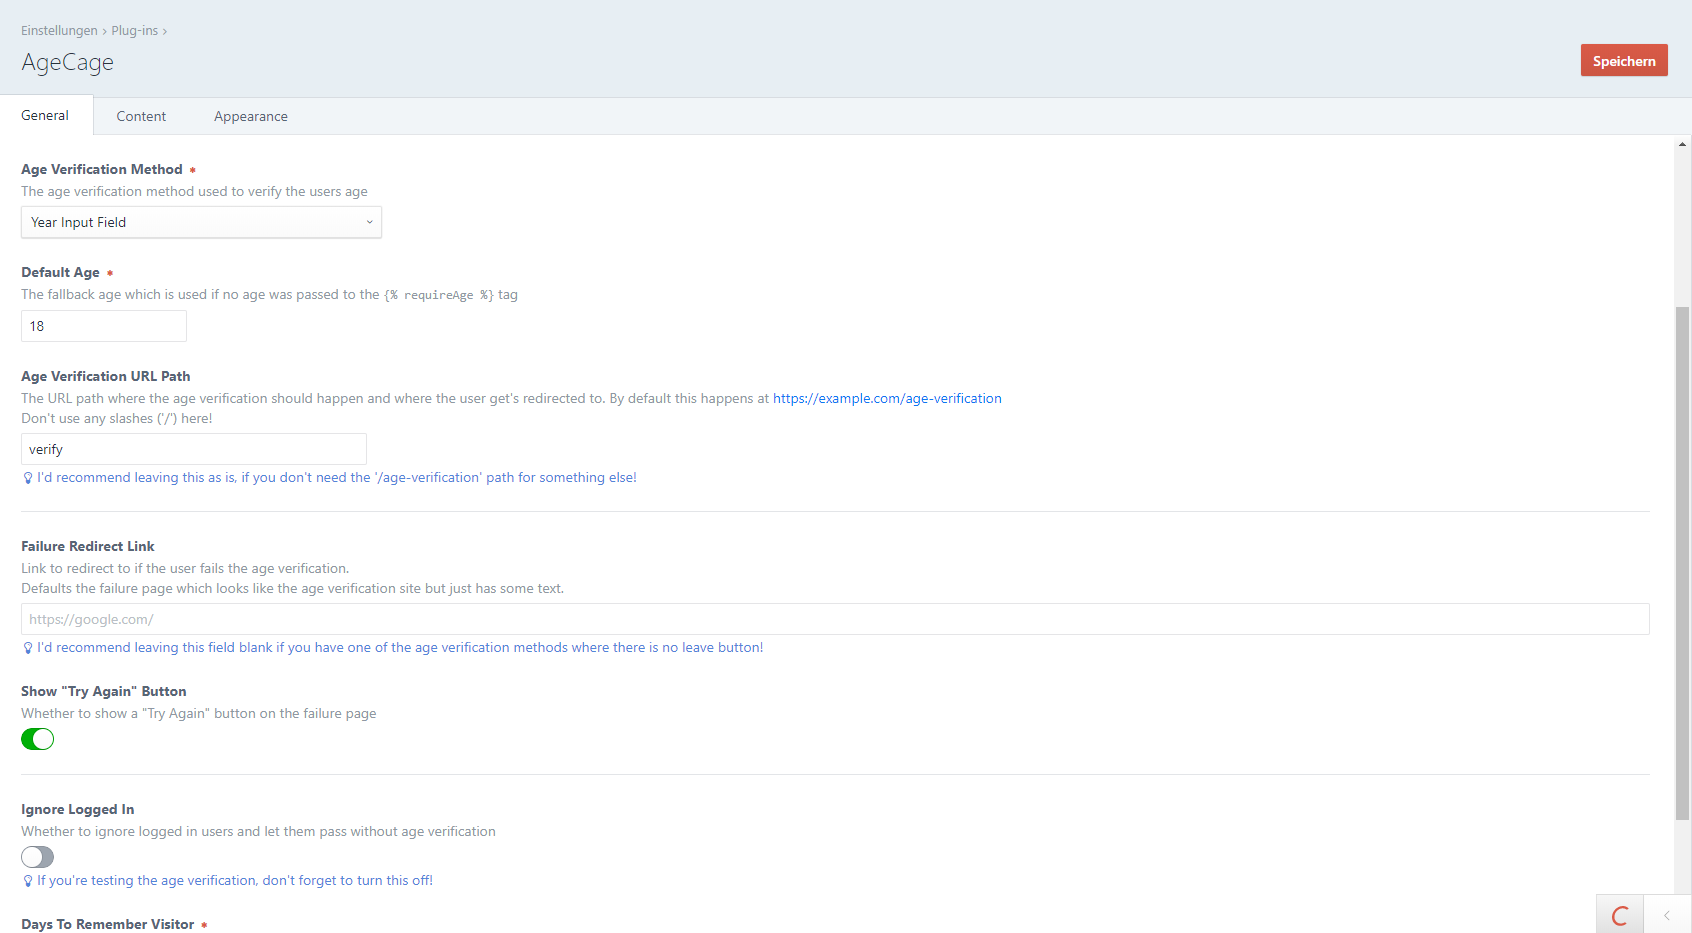 Einstellungen › Plug-ins ›
AgeCage
Speichern
General Content Appearance
Age Verification Method *
The age verification method used to verify the users age
Year Input Field
Default Age *
The fallback age which is used if no age was passed to the {% requireAge %} tag
18
Age Verification URL Path
The URL path where the age verification should happen and where the user get's redirected to. By default this happens at https://example.com/age-verification
Don't use any slashes ('/') here!
verify
I'd recommend leaving this as is, if you don't need the '/age-verification' path for something else!
Failure Redirect Link
Link to redirect to if the user fails the age verification.
Defaults the failure page which looks like the age verification site but just has some text.
https://google.com/
I'd recommend leaving this field blank if you have one of the age verification methods where there is no leave button!
Show "Try Again" Button
Whether to show a "Try Again" button on the failure page
Ignore Logged In
Whether to ignore logged in users and let them pass without age verification
If you're testing the age verification, don't forget to turn this off!
Days To Remember Visitor *
C